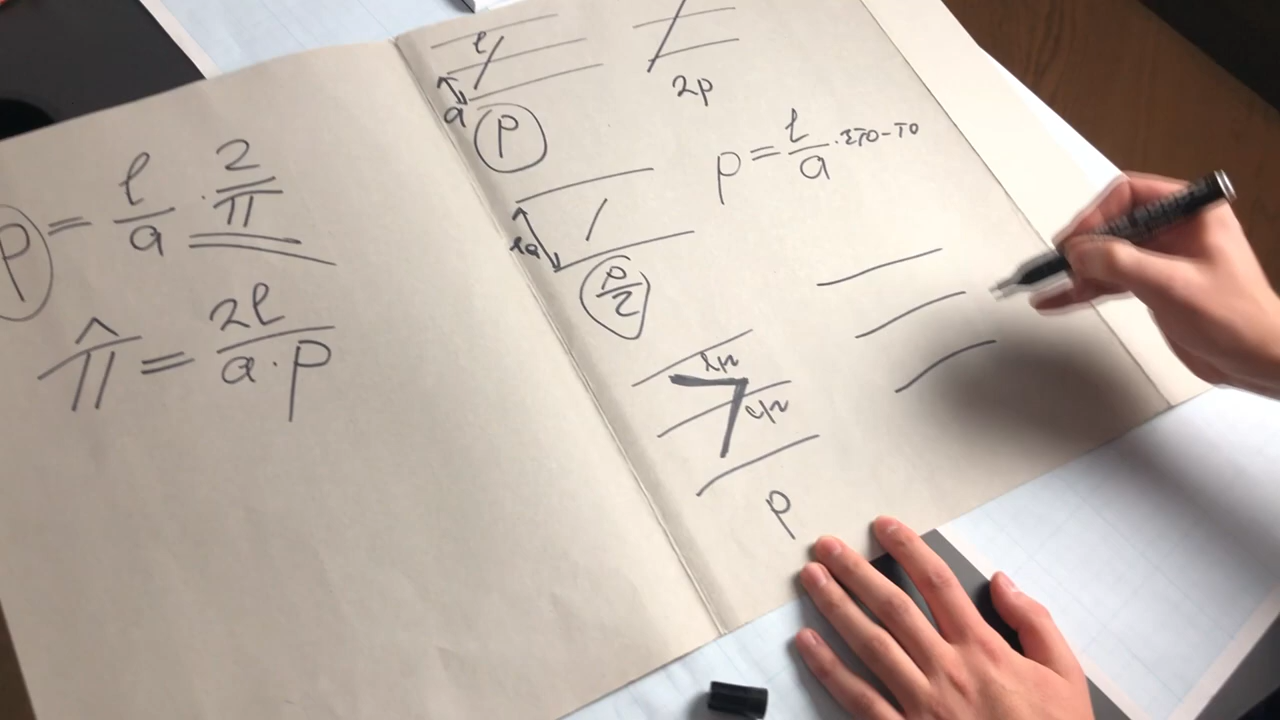 p = l/a · 2/π
π̂ = 2l/a·p
l
a
p
2p
p = l/a
p/2
p